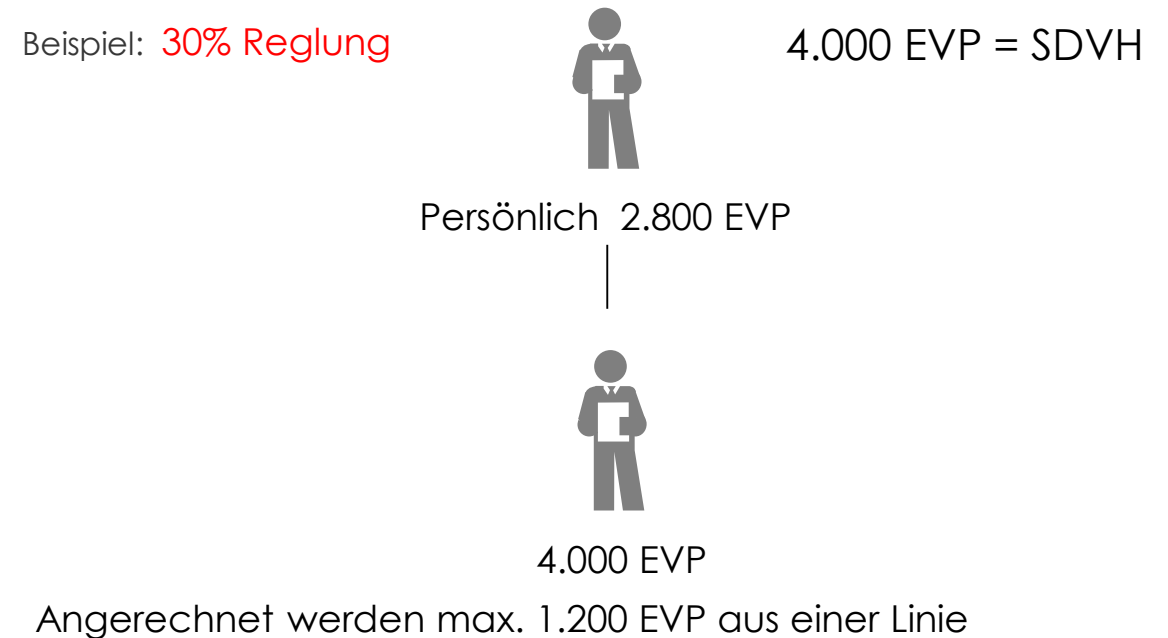 Beispiel: 30% Reglung
4.000 EVP = SDVH
Persönlich 2.800 EVP
4.000 EVP
Angerechnet werden max. 1.200 EVP aus einer Linie